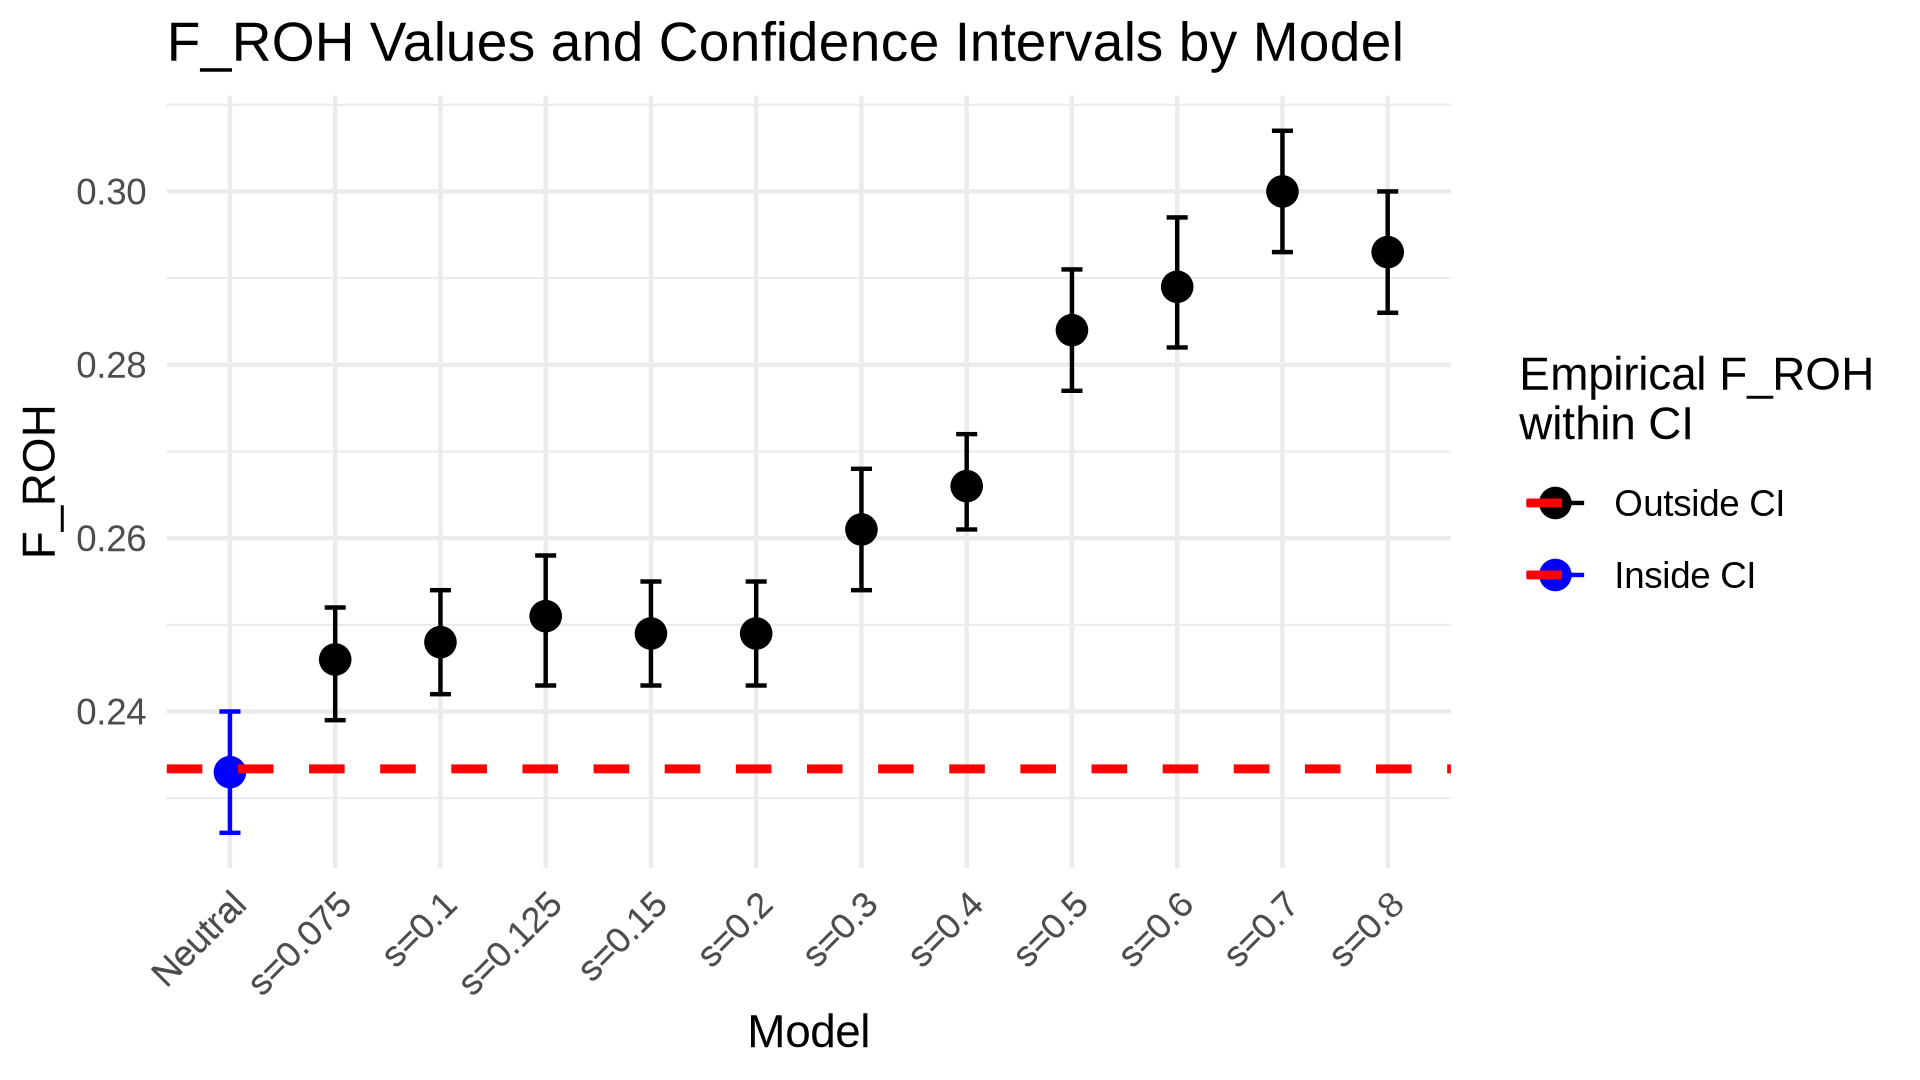 F_ROH Values and Confidence Intervals by Model
F_ROH
0.30
0.28
0.26
0.24
Neutral
s=0.075
s=0.1
s=0.125
s=0.15
s=0.2
s=0.3
s=0.4
s=0.5
s=0.6
s=0.7
s=0.8
Model
Empirical F_ROH
within CI
Outside CI
Inside CI